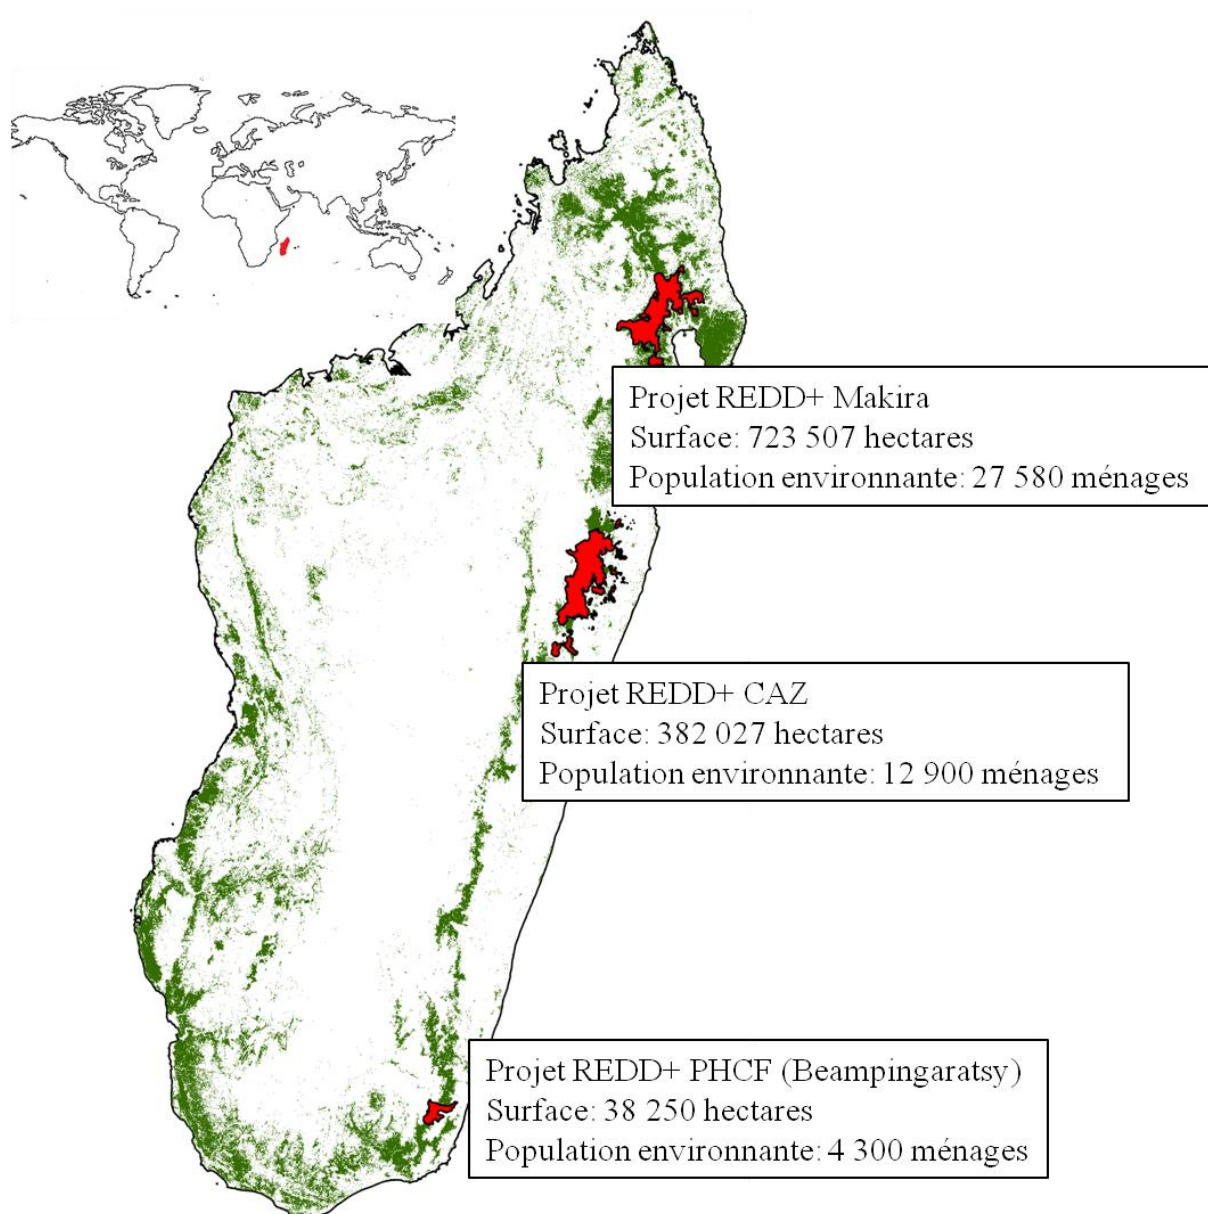 Projet REDD+ Makira
Surface: 723 507 hectares
Population environnante: 27 580 ménages
Projet REDD+ CAZ
Surface: 382 027 hectares
Population environnante: 12 900 ménages
Projet REDD+ PHCF (Beampingaratsy)
Surface: 38 250 hectares
Population environnante: 4 300 ménages